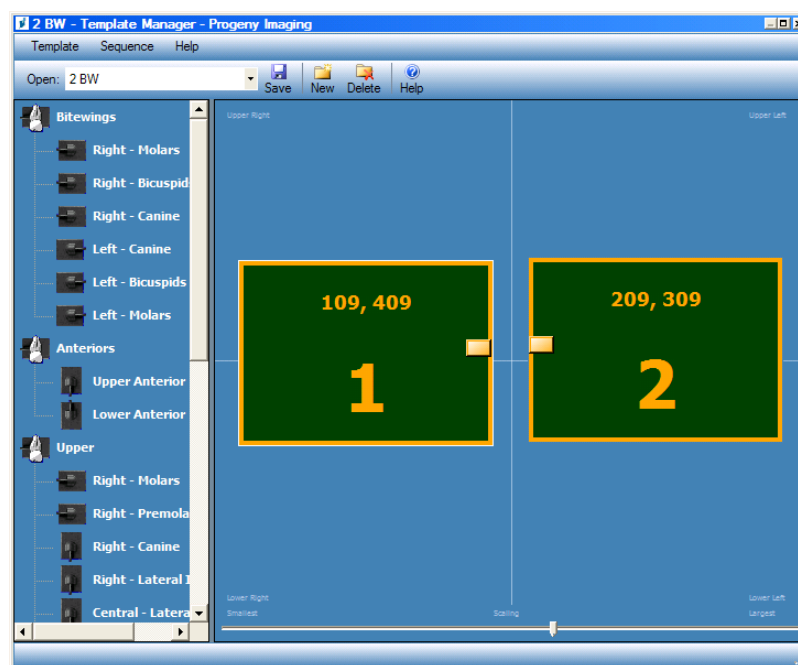 2 BW - Template Manager - Progeny Imaging
Template Sequence Help
Open: 2 BW Save New Delete Help
Bitewings
Right - Molars
Right - Bicuspid
Right - Canine
Left - Canine
Left - Bicuspids
Left - Molars
Anteriors
Upper Anterior
Lower Anterior
Upper
Right - Molars
Right - Premola
Right - Canine
Right - Lateral I
Central - Latera
Upper Right Upper Left
109, 409
1
209, 309
2
Lower Right Lower Left
Smallest Scaling Largest